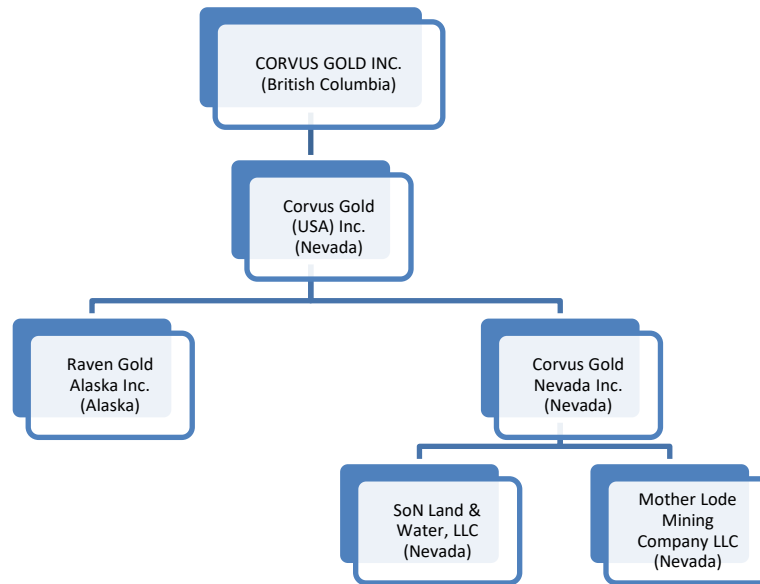 CORVUS GOLD INC.
(British Columbia)
Corvus Gold
(USA) Inc.
(Nevada)
Raven Gold
Alaska Inc.
(Alaska)
Corvus Gold
Nevada Inc.
(Nevada)
SoN Land &
Water, LLC
(Nevada)
Mother Lode
Mining
Company LLC
(Nevada)